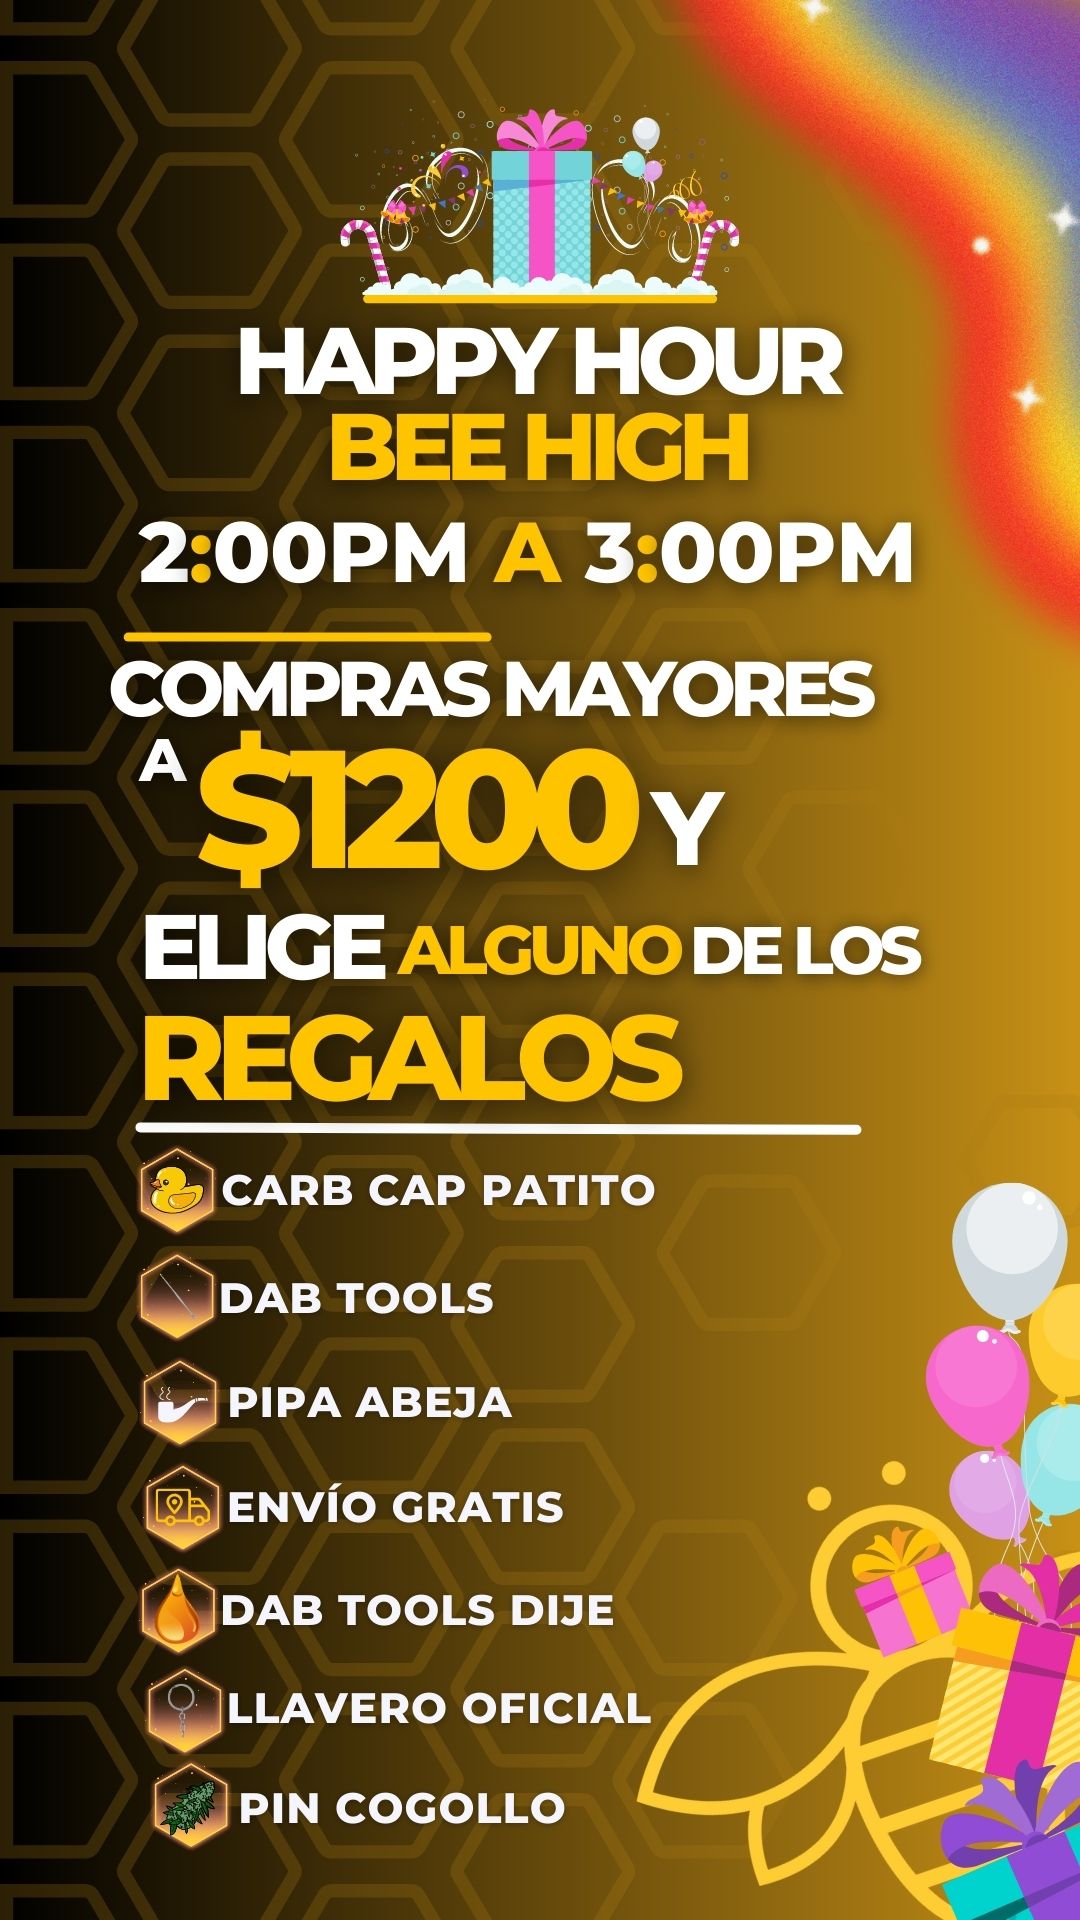 HAPPY HOUR
BEE HIGH
2:00PM A 3:00PM
COMPRAS MAYORES
A $1200 Y
ELIGE ALGUNO DE LOS
REGALOS
CARB CAP PATITO
DAB TOOLS
PIPA ABEJA
ENVÍO GRATIS
DAB TOOLS DIJE
LLAVERO OFICIAL
PIN COGOLLO